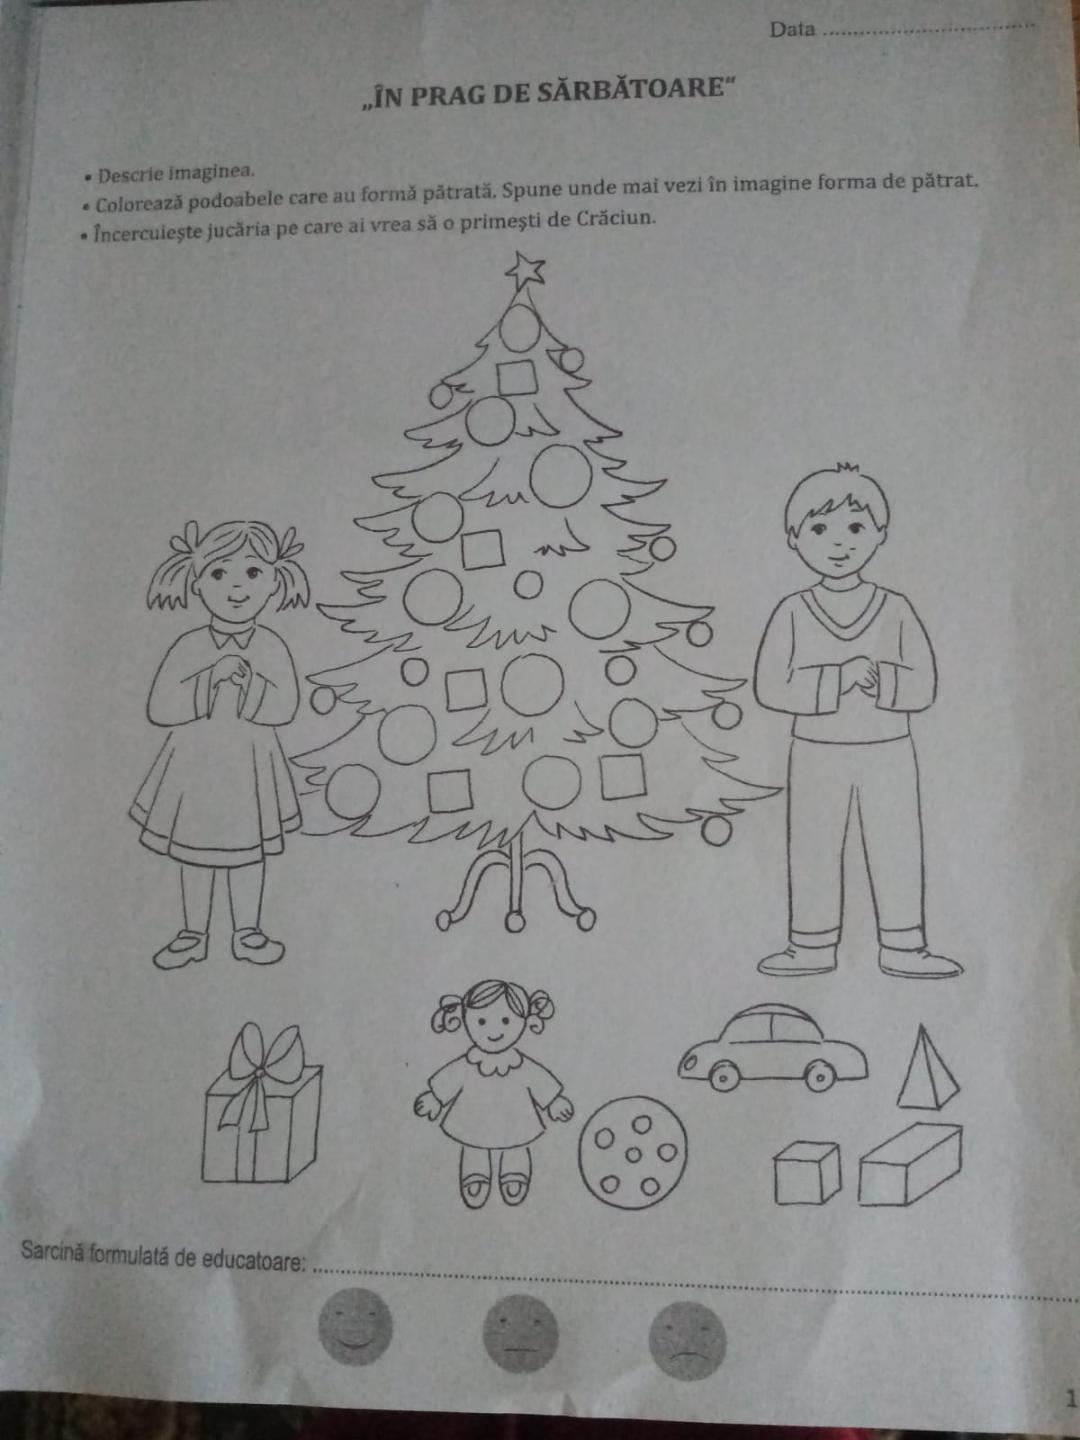 Data ........................................
„ÎN PRAG DE SĂRBĂTOARE“
• Descrie imaginea.
• Colorează podoabele care au formă pătrată. Spune unde mai vezi în imagine forma de pătrat.
• Încercuiește jucăria pe care ai vrea să o primești de Crăciun.
Sarcină formulată de educatoare: ........................................
1